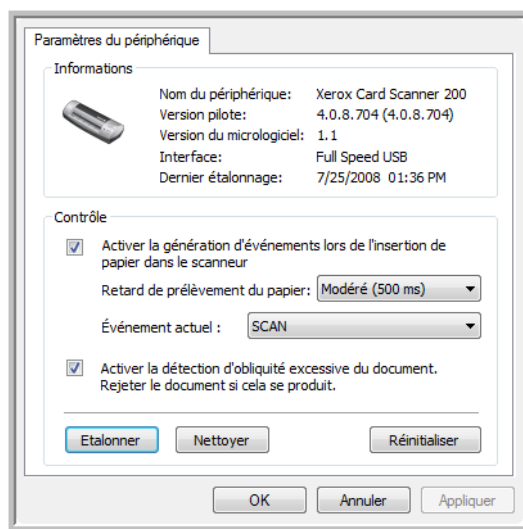 Paramètres du périphérique
Informations
Nom du périphérique: Xerox Card Scanner 200
Version pilote: 4.0.8.704 (4.0.8.704)
Version du micrologiciel: 1.1
Interface: Full Speed USB
Dernier étalonnage: 7/25/2008 01:36 PM
Contrôle
Activer la génération d'événements lors de l'insertion de
papier dans le scanneur
Retard de prélèvement du papier: Modéré (500 ms)
Événement actuel : SCAN
Activer la détection d'obliquité excessive du document.
Rejeter le document si cela se produit.
Etalonner Nettoyer Réinitialiser
OK Annuler Appliquer